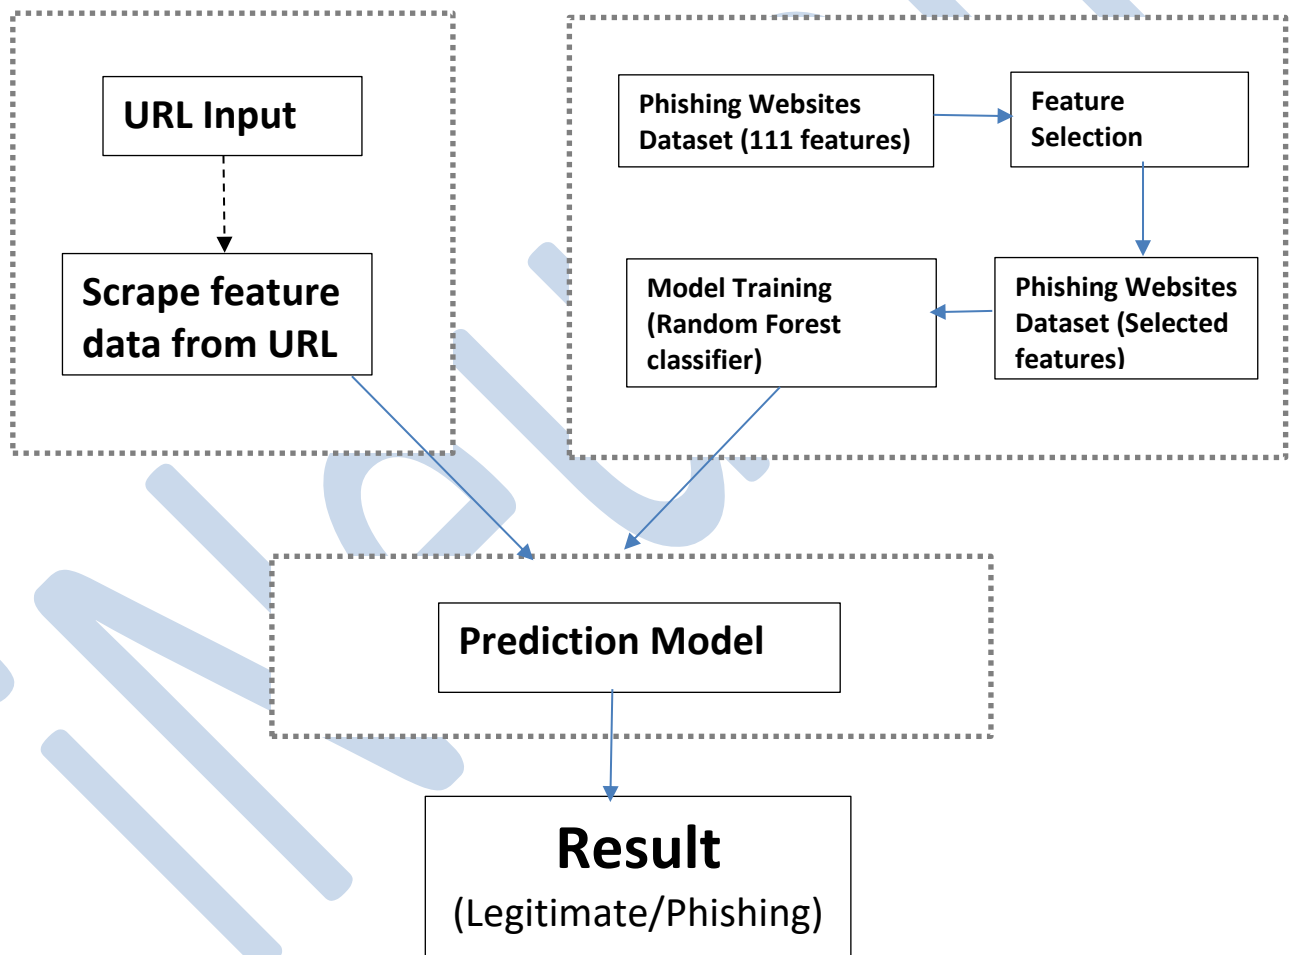 URL Input
Scrape feature
data from URL
Phishing Websites
Dataset (111 features)
Feature
Selection
Model Training
(Random Forest
classifier)
Phishing Websites
Dataset (Selected
features)
Prediction Model
Result
(Legitimate/Phishing)